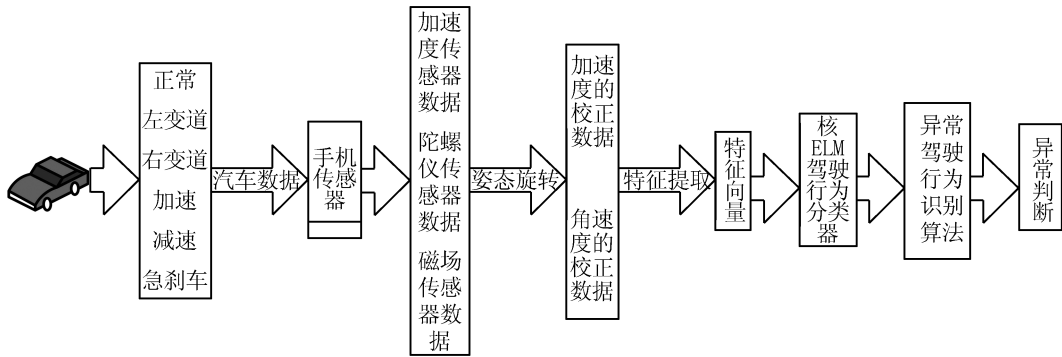 正常
左变道
右变道
加速
减速
急刹车
汽车数据
手机
传感
器
加速
度传
感器
数据
陀螺
仪传
感器
数据
磁场
传感
器数
据
姿态旋转
加速
度的
校正
数据
角速
度的
校正
数据
特征提取
特
征
向
量
核
ELM
驾驶
行为
分类
器
异常
驾驶
行为
识别
算法
异
常
判
断